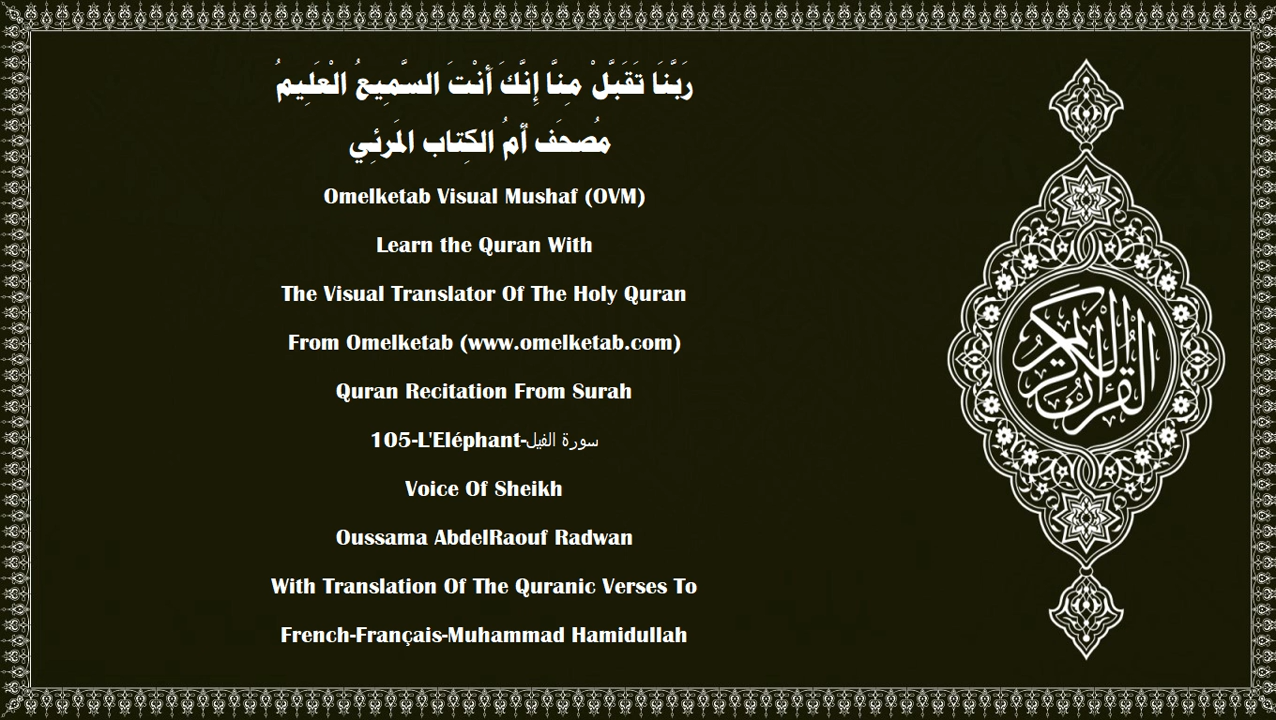 رَبَّنَا تَقَبَّلْ مِنَّا إِنَّكَ أَنْتَ السَّمِيعُ الْعَلِيمُ
مُصحَف أمُ الكِتاب المَرئِي
Omelketab Visual Mushaf (OVM)
Learn the Quran With
The Visual Translator Of The Holy Quran
From Omelketab (www.omelketab.com)
Quran Recitation From Surah
105-L'Eléphant-سورة الفيل
Voice Of Sheikh
Oussama AbdelRaouf Radwan
With Translation Of The Quranic Verses To
French-Français-Muhammad Hamidullah
القرآن الكريم